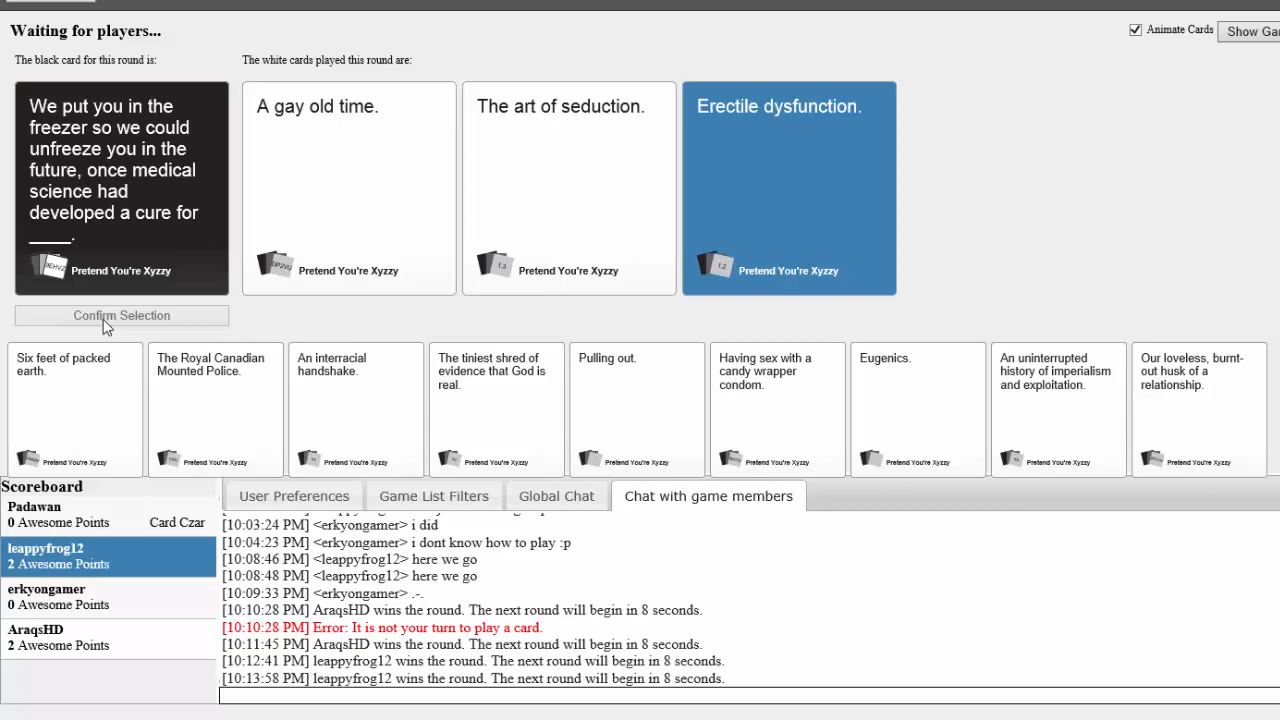 Waiting for players...
Animate Cards
Show Ga
The black card for this round is:
The white cards played this round are:
We put you in the
freezer so we could
unfreeze you in the
future, once medical
science had
developed a cure for
____.
Pretend You're Xyzzy
A gay old time.
Pretend You're Xyzzy
The art of seduction.
1.3
Pretend You're Xyzzy
Erectile dysfunction.
1.2
Pretend You're Xyzzy
Confirm Selection
Six feet of packed
earth.
Pretend You're Xyzzy
The Royal Canadian
Mounted Police.
Pretend You're Xyzzy
An interracial
handshake.
Pretend You're Xyzzy
The tiniest shred of
evidence that God is
real.
Pretend You're Xyzzy
Pulling out.
Pretend You're Xyzzy
Having sex with a
candy wrapper
condom.
Pretend You're Xyzzy
Eugenics.
Pretend You're Xyzzy
An uninterrupted
history of imperialism
and exploitation.
Pretend You're Xyzzy
Our loveless, burnt-
out husk of a
relationship.
Pretend You're Xyzzy
Scoreboard
Padawan
0 Awesome Points Card Czar
leappyfrog12
2 Awesome Points
erkyongamer
0 Awesome Points
AraqsHD
2 Awesome Points
User Preferences
Game List Filters
Global Chat
Chat with game members
[10:03:24 PM] <erkyongamer> i did
[10:04:23 PM] <erkyongamer> i dont know how to play :p
[10:08:46 PM] <leappyfrog12> here we go
[10:08:48 PM] <leappyfrog12> here we go
[10:09:33 PM] <erkyongamer> .-.
[10:10:28 PM] AraqsHD wins the round. The next round will begin in 8 seconds.
[10:10:28 PM] Error: It is not your turn to play a card.
[10:11:45 PM] AraqsHD wins the round. The next round will begin in 8 seconds.
[10:12:41 PM] leappyfrog12 wins the round. The next round will begin in 8 seconds.
[10:13:58 PM] leappyfrog12 wins the round. The next round will begin in 8 seconds.